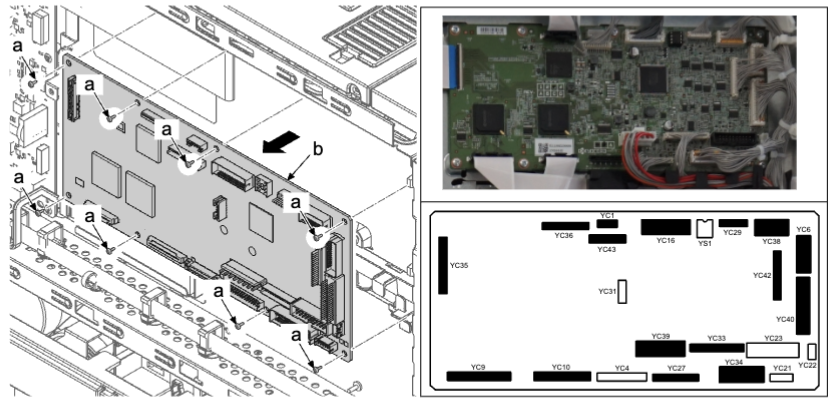 a
a
a
b
a
a
a
a
a
YC36
YC1
YC43
YC16
YS1
YC29
YC38
YC6
YC35
YC42
YC31
YC40
YC39
YC33
YC23
YC22
YC9
YC10
YC4
YC27
YC34
YC21